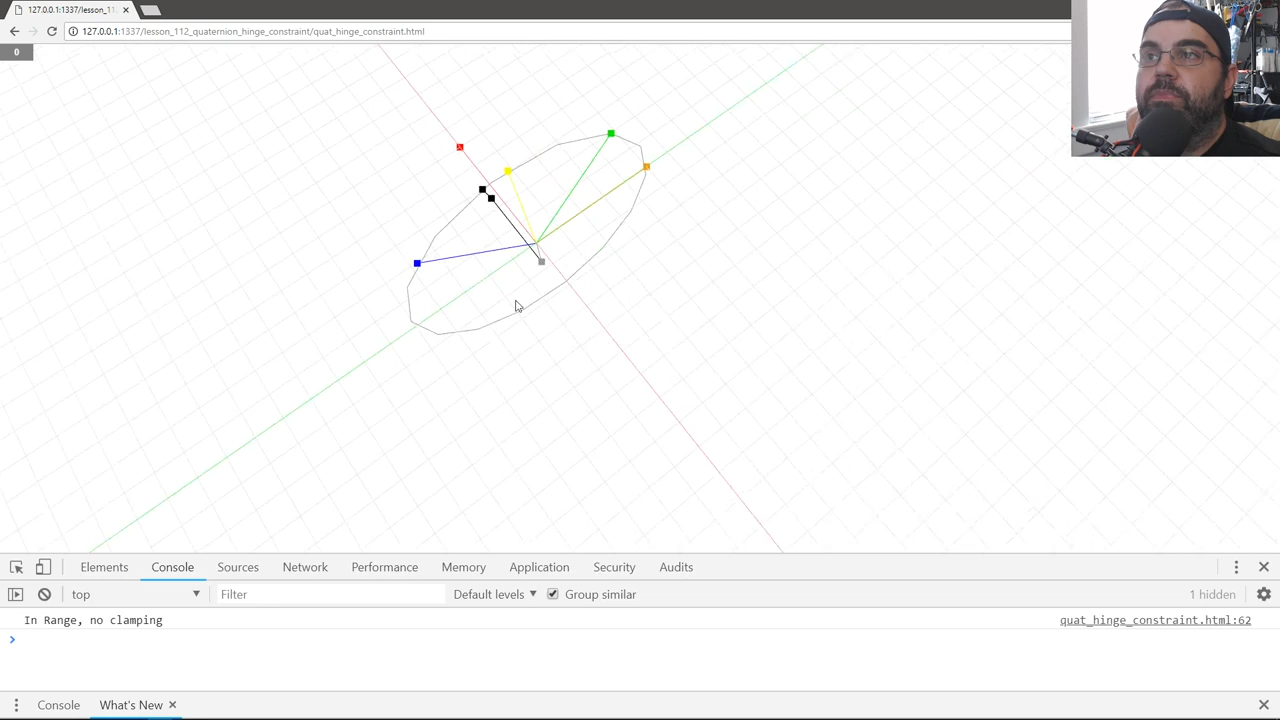 127.0.0.1:1337/lesson_11
127.0.0.1:1337/lesson_112_quaternion_hinge_constraint/quat_hinge_constraint.html
0
Elements Console Sources Network Performance Memory Application Security Audits
top Filter Default levels Group similar 1 hidden
In Range, no clamping quat_hinge_constraint.html:62
Console What's New